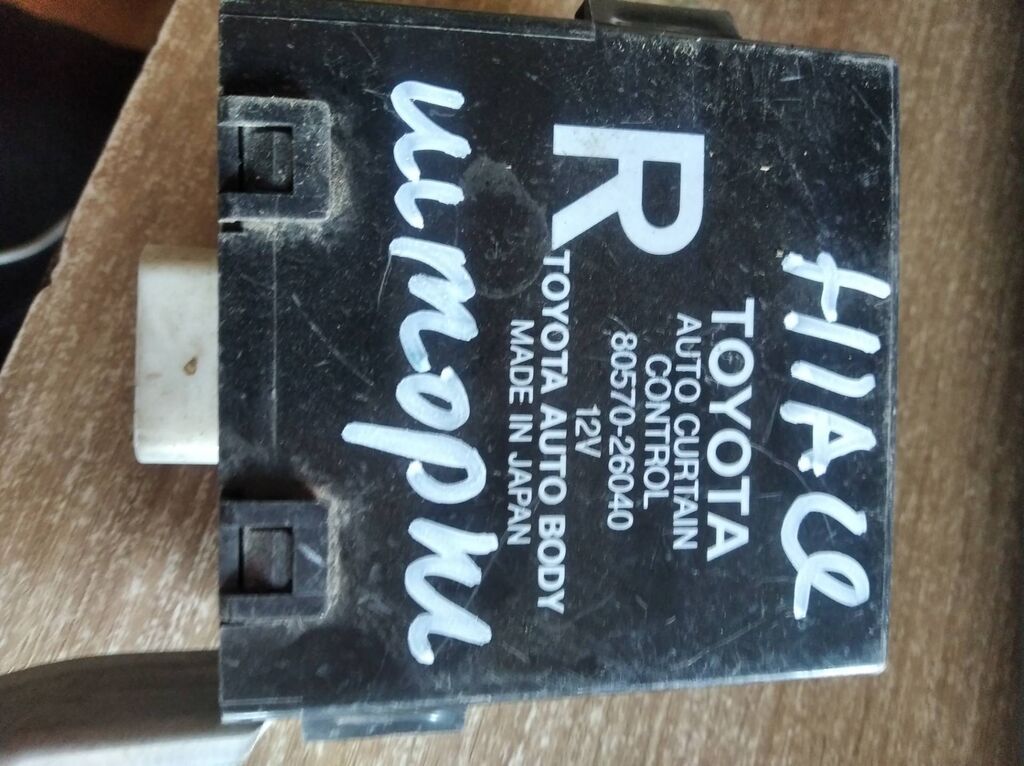 HIACE
TOYOTA
AUTO CURTAIN
CONTROL
80570-26040
12V
R
TOYOTA AUTO BODY
MADE IN JAPAN
шторы